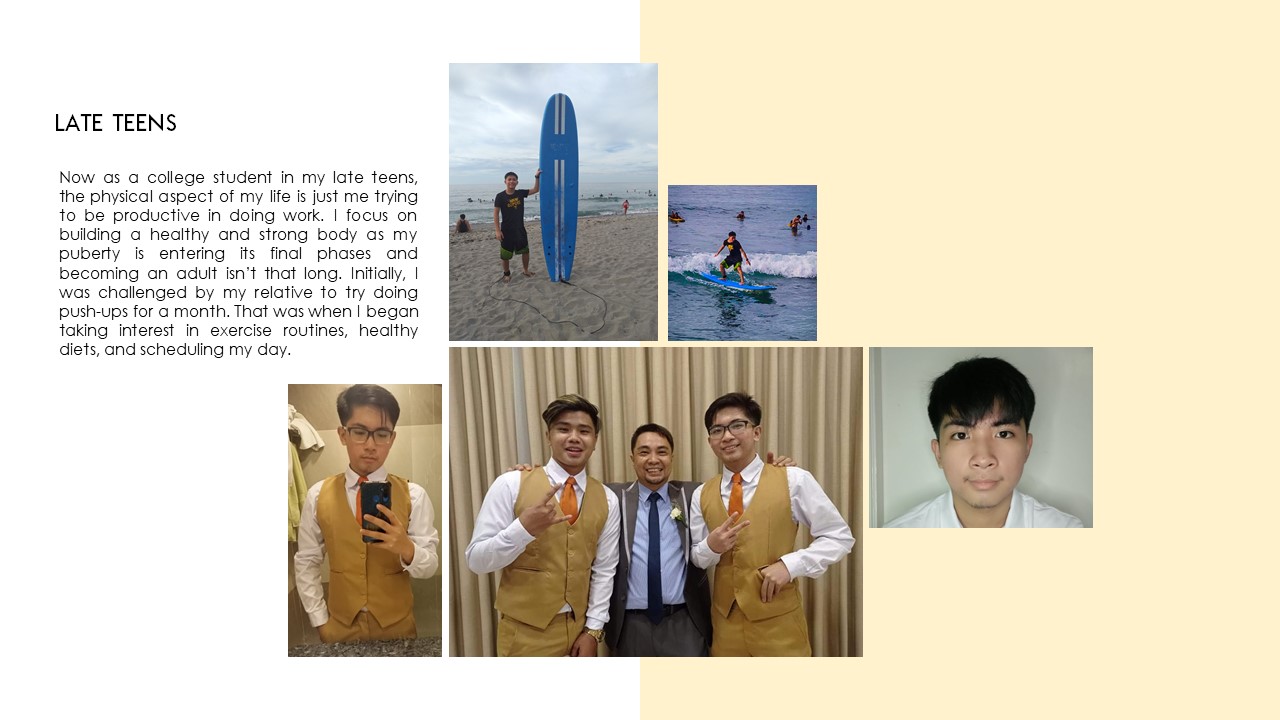 LATE TEENS
Now as a college student in my late teens,
the physical aspect of my life is just me trying
to be productive in doing work. I focus on
building a healthy and strong body as my
puberty is entering its final phases and
becoming an adult isn't that long. Initially, I
was challenged by my relative to try doing
push-ups for a month. That was when I began
taking interest in exercise routines, healthy
diets, and scheduling my day.